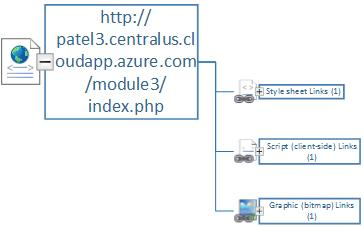 http://
patel3.centralus.cl
oudapp.azure.com
/module3/
index.php
Style sheet Links (1)
Script (client-side) Links
(1)
Graphic (bitmap) Links
(1)